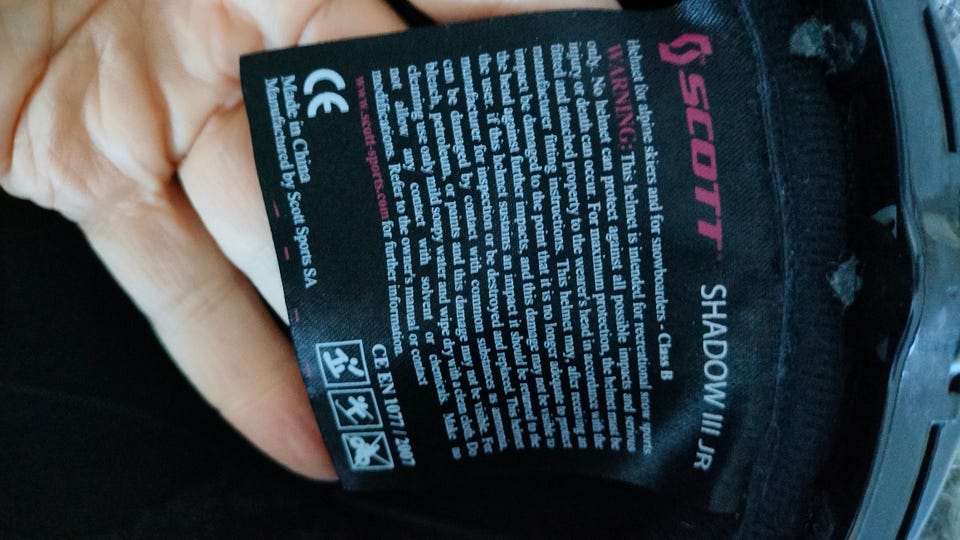 SCOTT
SHADOW III JR
Helmet for alpine skiers and for snowboarders - Class B
WARNING: This helmet is intended for recreational snow sports
only. No helmet can protect against all possible impacts and serious
injury or death can occur. For maximum protection, the helmet must be
fitted and attached properly to the wearer's head in accordance with the
manufacturer's fitting instructions. This helmet may, after receiving an
impact be damaged to the point that it is no longer adequate to protect
the head against further impacts, and this damage may not be visible to
the user. If this helmet sustains an impact it should be returned to the
manufacturer for inspection or be destroyed and replaced. This helmet
can be damaged by contact with common substances as ammonia,
bleach, petroleum, or paints and this damage may not be visible. For
cleaning use only mild soapy water and wipe dry with a clean cloth. Do
not allow any contact with solvent or chemicals. Make no
modifications. Refer to the owner's manual or contact
www.scott-sports.com for further information.
CE EN 1077 / 2007
CE
Made in China
Manufactured by Scott Sports SA